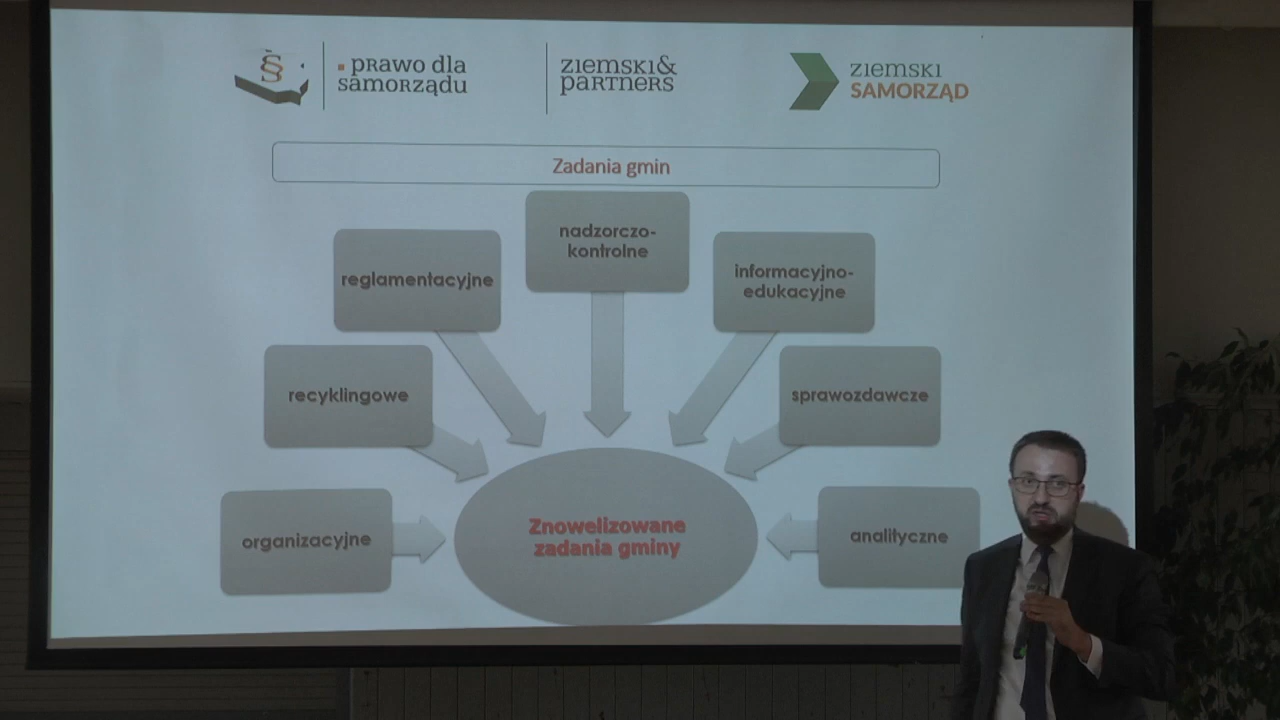 §
prawo dla
samorządu
ziemski&
partners
ziemski
SAMORZĄD
Zadania gmin
nadzorczo-
kontrolne
reglamentacyjne
informacyjno-
edukacyjne
recyklingowe
sprawozdawcze
organizacyjne
Znowelizowane
zadania gminy
analityczne